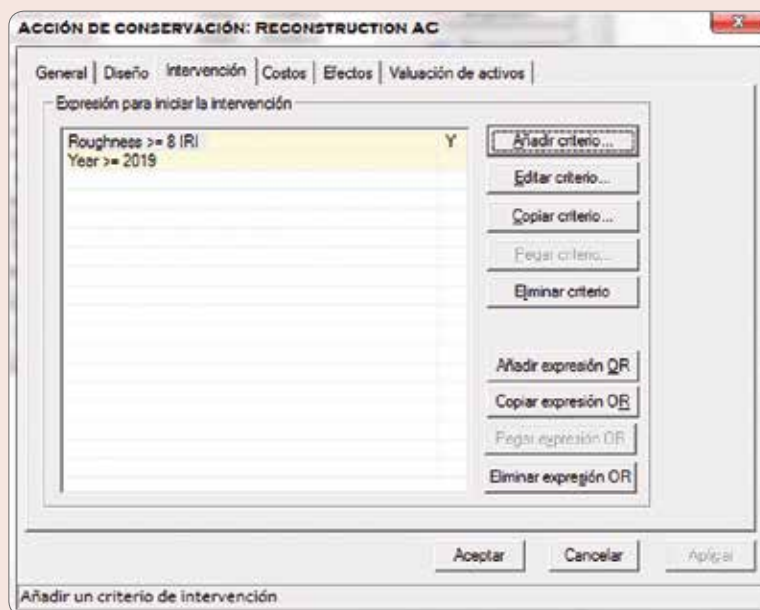 ACCIÓN DE CONSERVACIÓN: RECONSTRUCTION AC
General | Diseño Intervención | Costos | Efectos | Valuación de activos |
Expresión para iniciar la intervención
Roughness >= 8 IRI Y
Year >= 2019
Añadir criterio...
Editar criterio...
Copiar criterio...
Pegar criterio...
Eliminar criterio
Añadir expresión OR
Copiar expresión OR
Pegar expresión OR
Eliminar expresión OR
Aceptar Cancelar Aplicar
Añadir un criterio de intervención